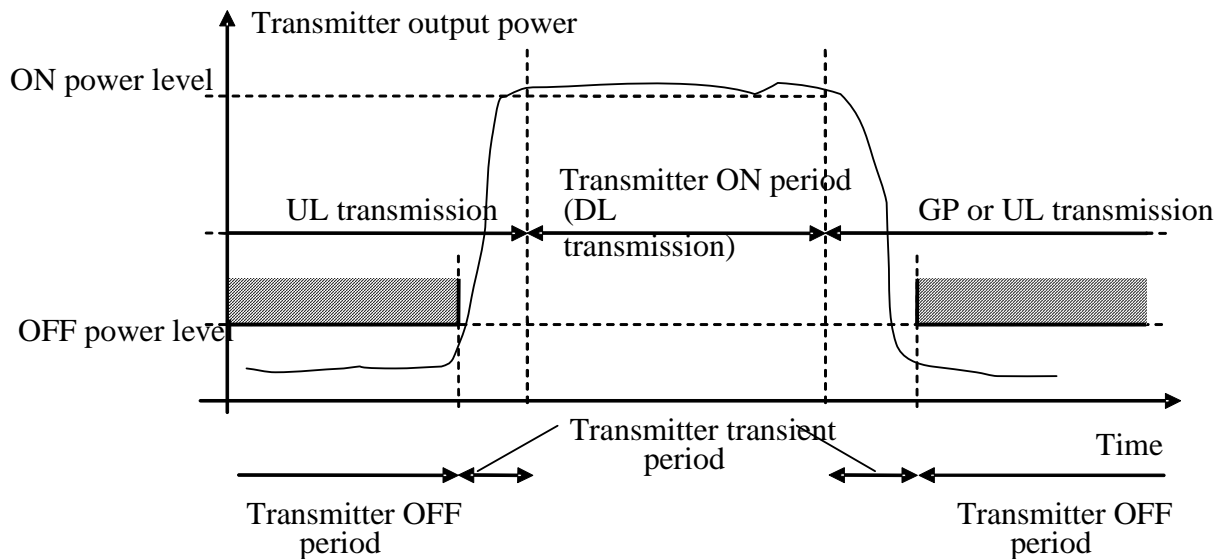 Transmitter output power
ON power level
Transmitter ON period
(DL
transmission)
UL transmission
GP or UL transmission
OFF power level
Transmitter transient
period
Time
Transmitter OFF
period
Transmitter OFF
period